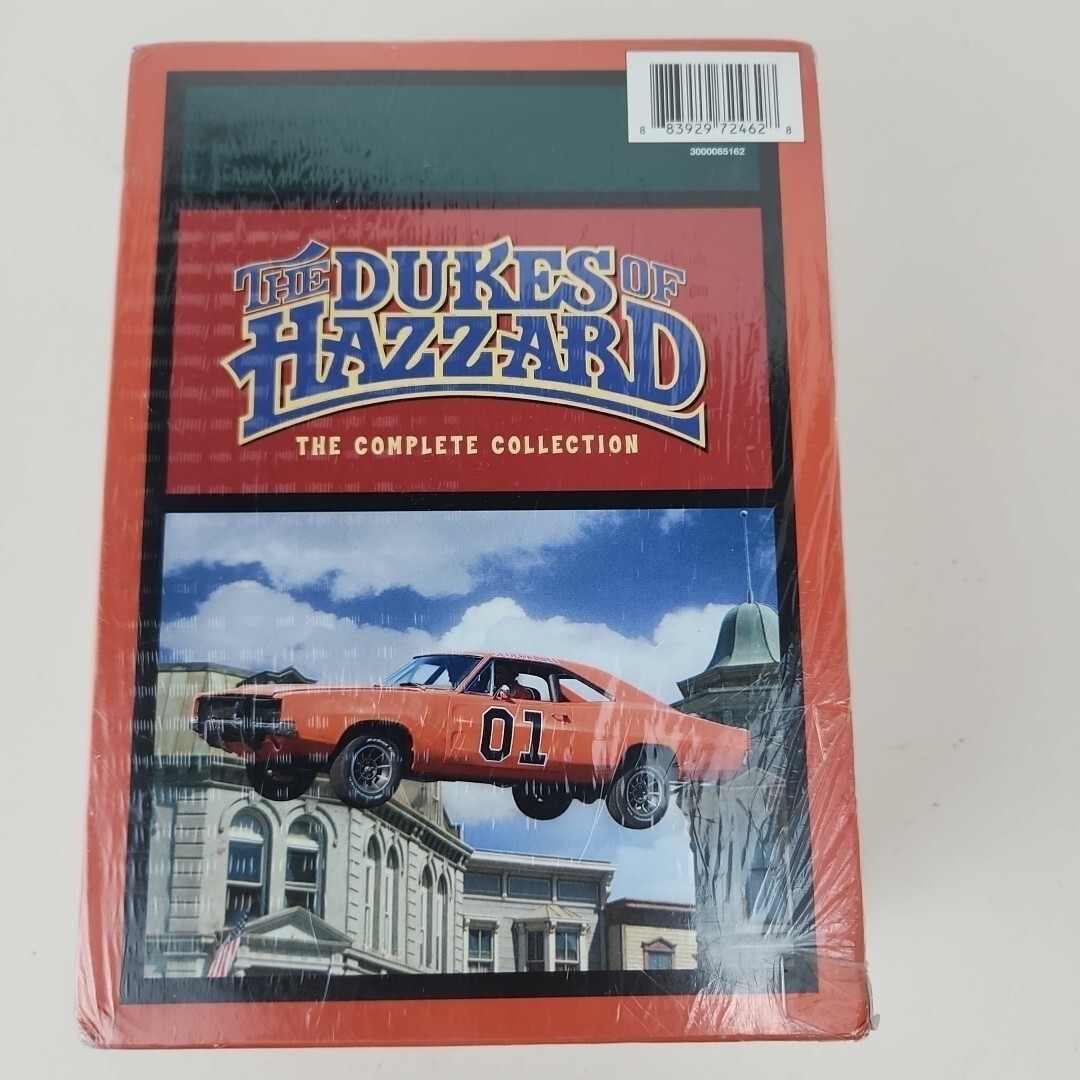 8 83929 72462 8
3000085162
THE DUKES OF
HAZZARD
THE COMPLETE COLLECTION
01